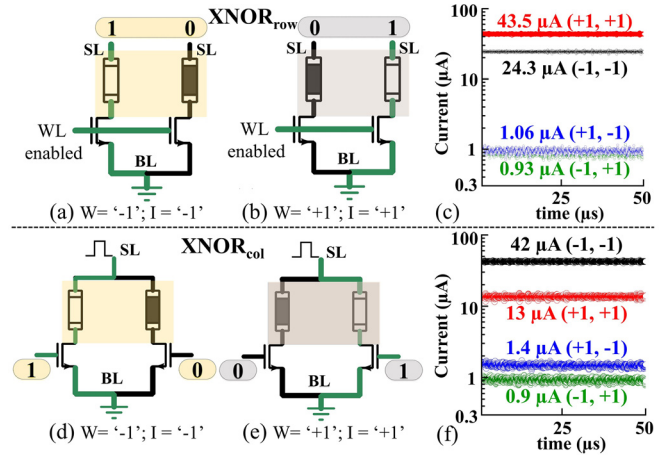 XNOR_row
1 0
SL SL
WL
enabled
BL
(a) W= ‘-1’; I = ‘-1’
0 1
SL SL
WL
enabled
BL
(b) W= ‘+1’; I = ‘+1’
100
10
1
0.3
Current (µA)
43.5 µA (+1, +1)
24.3 µA (-1, -1)
1.06 µA (+1, -1)
0.93 µA (-1, +1)
25 50
(c) time (µs)
XNOR_col
SL
1 0
BL
(d) W= ‘-1’; I = ‘-1’
SL
0 1
BL
(e) W= ‘+1’; I = ‘+1’
100
10
1
0.3
Current (µA)
42 µA (-1, -1)
13 µA (+1, +1)
1.4 µA (+1, -1)
0.9 µA (-1, +1)
25 50
(f) time (µs)